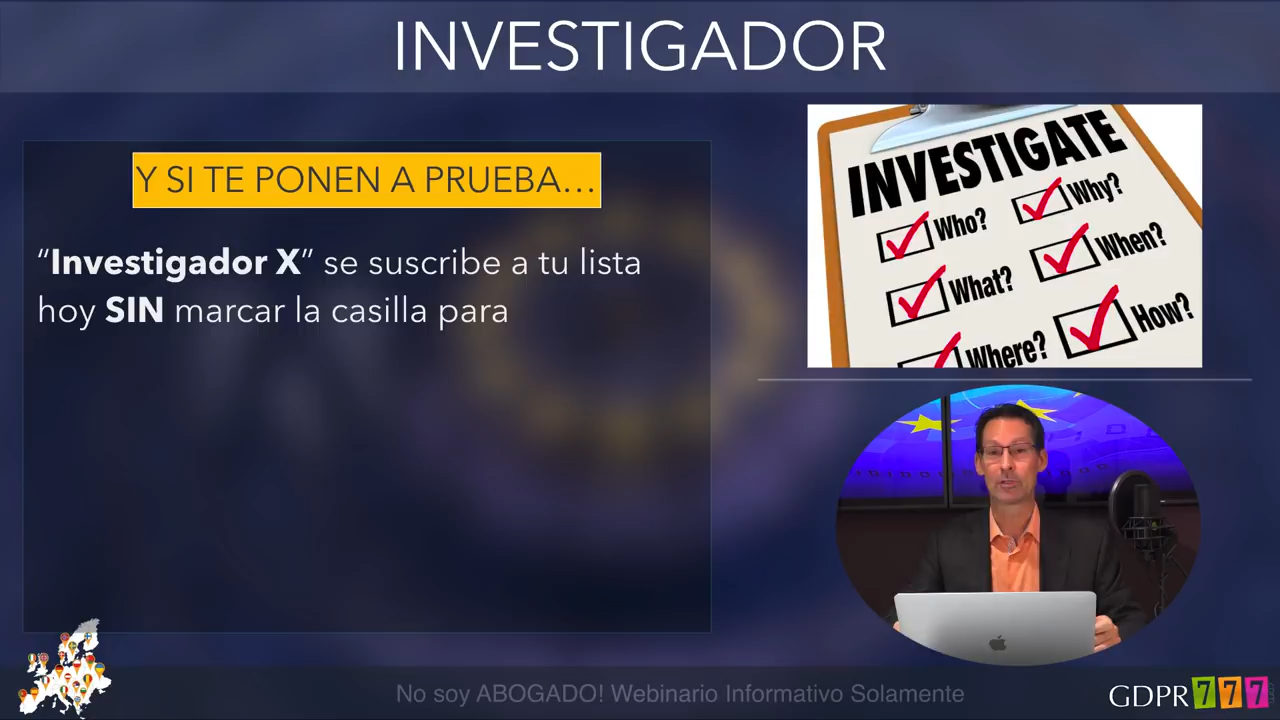 INVESTIGADOR
Y SI TE PONEN A PRUEBA...
“Investigador X” se suscribe a tu lista
hoy SIN marcar la casilla para
INVESTIGATE
Who?
Why?
What?
When?
Where?
How?
No soy ABOGADO! Webinario Informativo Solamente
GDPR777